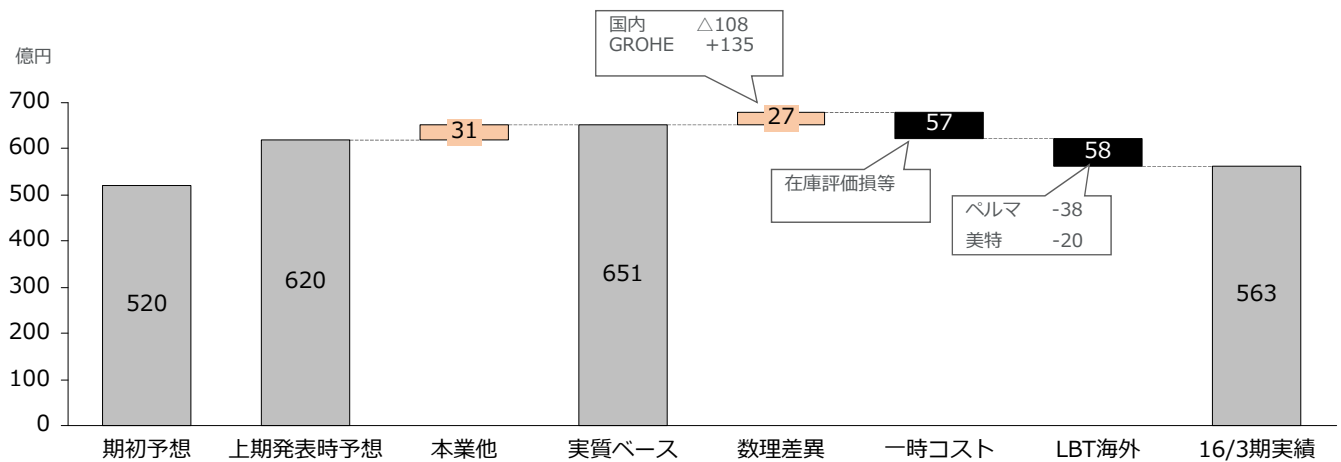 国内 △108
GROHE +135
億円
700
600
500
400
300
200
100
0
520
620
31
651
27
57
58
563
在庫評価損等
ペルマ -38
美特 -20
期初予想 上期発表時予想 本業他 実質ベース 数理差異 一時コスト LBT海外 16/3期実績